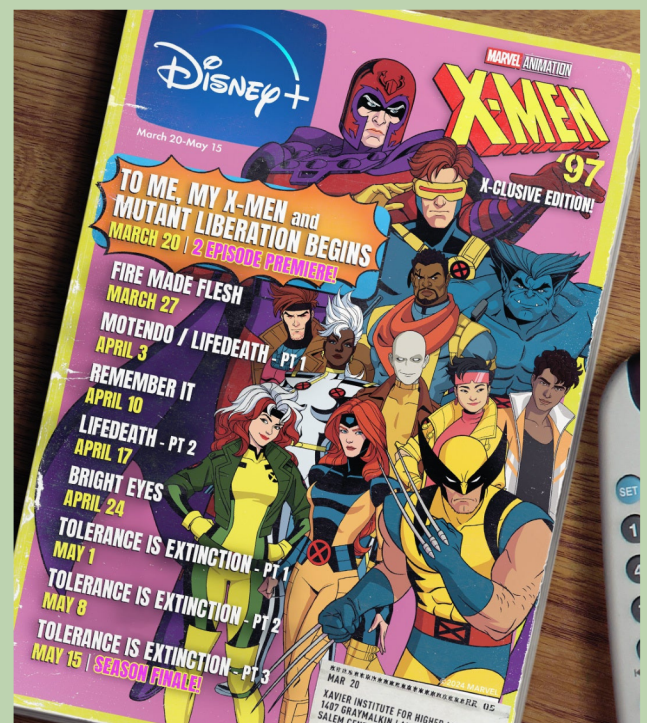 Disney+
March 20-May 15
MARVEL ANIMATION
X-MEN
'97
X-CLUSIVE EDITION!
TO ME, MY X-MEN and
MUTANT LIBERATION BEGINS
MARCH 20 | 2 EPISODE PREMIERE!
FIRE MADE FLESH
MARCH 27
MOTENDO / LIFEDEATH - PT 1
APRIL 3
REMEMBER IT
APRIL 10
LIFEDEATH - PT 2
APRIL 17
BRIGHT EYES
APRIL 24
TOLERANCE IS EXTINCTION - PT 1
MAY 1
TOLERANCE IS EXTINCTION - PT 2
MAY 8
TOLERANCE IS EXTINCTION - PT 3
MAY 15 | SEASON FINALE!
©2024 MARVEL
MAR 20
XAVIER INSTITUTE FOR HIGHER
1407 GRAYMALKIN
SALEM
SET
1